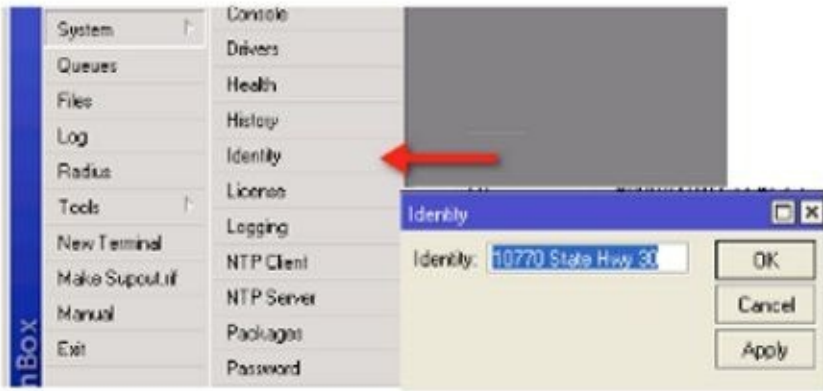 System
Queues
Files
Log
Radius
Tools
New Terminal
Make Supout.rif
Manual
Exit
Console
Drivers
Health
History
Identity
License
Logging
NTP Client
NTP Server
Packages
Password
Identity
Identity: 10770 State Hwy 30
OK
Cancel
Apply
nBox